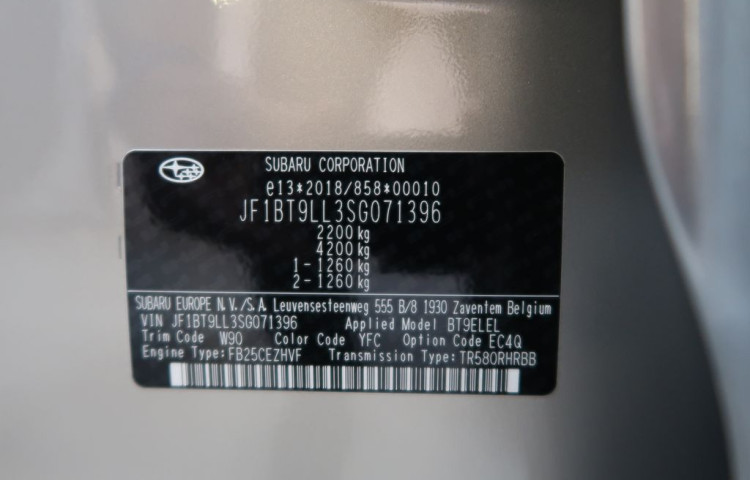 SUBARU CORPORATION
e13*2018/858*00010
JF1BT9LL3SG071396
2200 kg
4200 kg
1 - 1260 kg
2 - 1260 kg
SUBARU EUROPE N.V./S.A. Leuvensesteenweg 555 B/8 1930 Zaventem Belgium
VIN JF1BT9LL3SG071396 Applied Model BT9ELEL
Trim Code W90 Color Code YFC Option Code EC4Q
Engine Type:FB25CEZHVF Transmission Type:TR580RHRBB